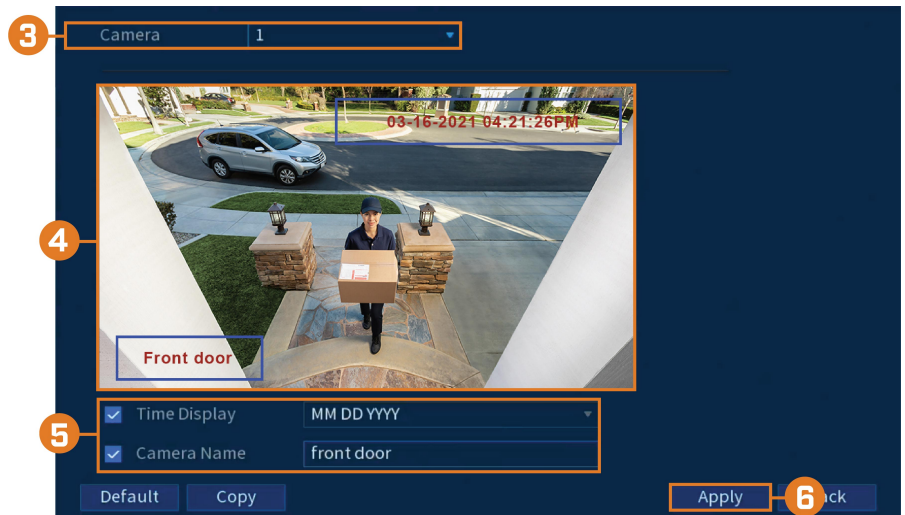 3 Camera 1
03-16-2021 04:21:26PM
4
Front door
Time Display MM DD YYYY
5
Camera Name front door
Default Copy Apply 6